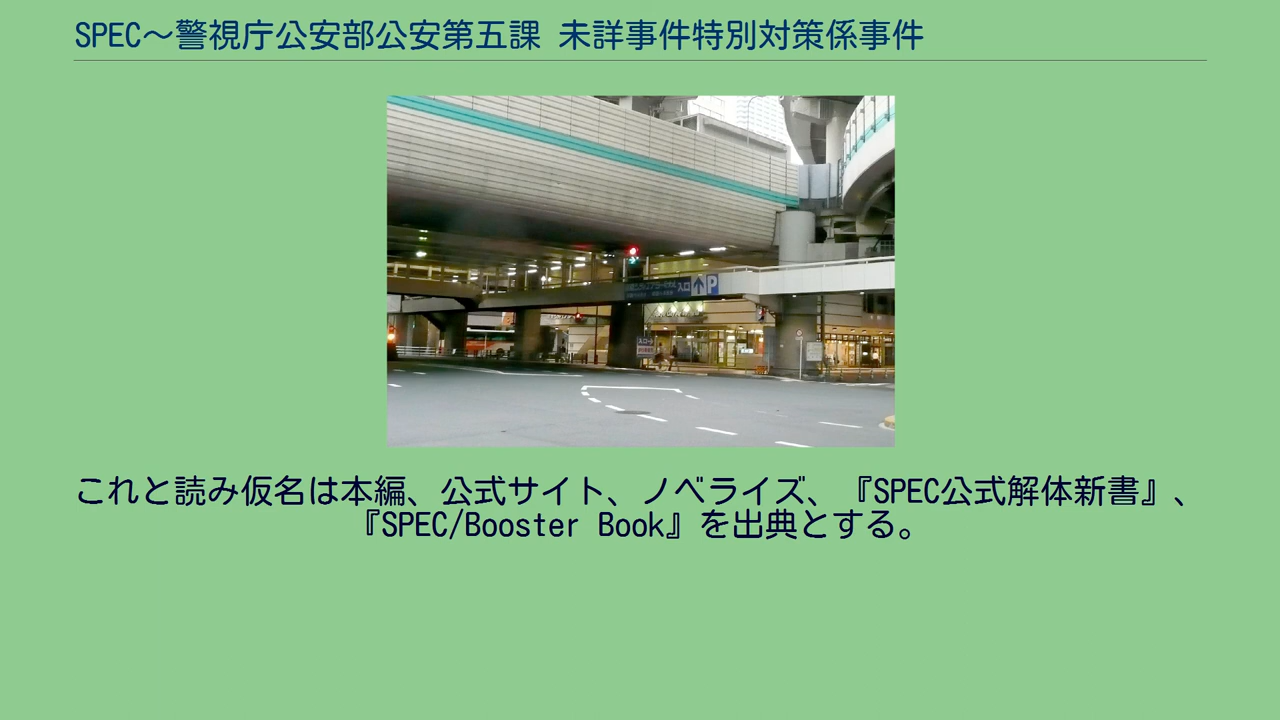 SPEC〜警視庁公安部公安第五課 未詳事件特別対策係事件
入口 P
これと読み仮名は本編、公式サイト、ノベライズ、『SPEC公式解体新書』、
『SPEC/Booster Book』を出典とする。